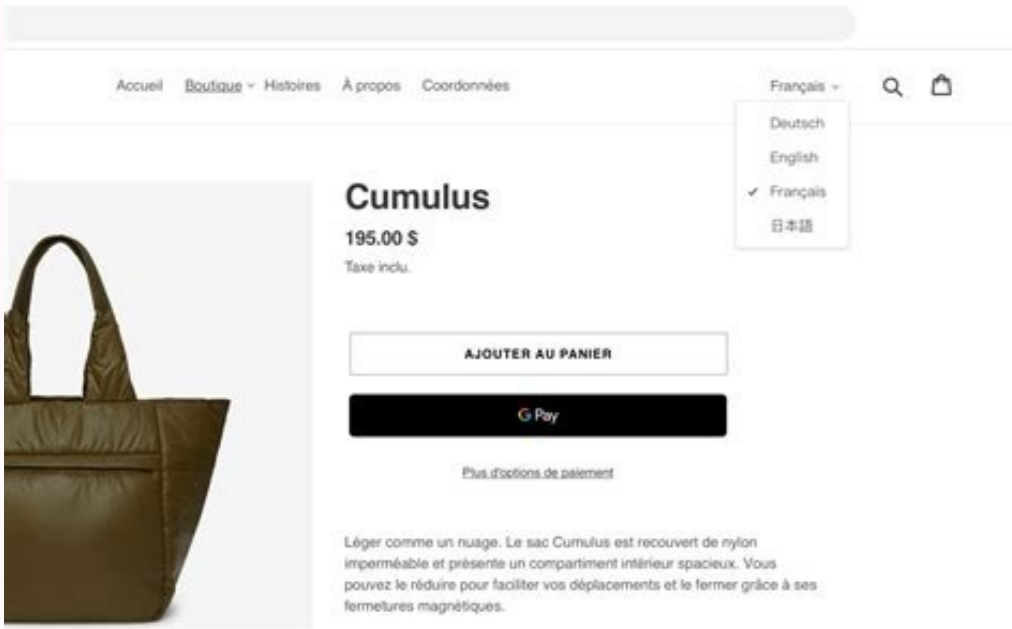 Accueil Boutique Histoires À propos Coordonnées Français
Deutsch
English
Français
日本語
Cumulus
195.00 $
Taxe inclu.
AJOUTER AU PANIER
G Pay
Plus d'options de paiement
Léger comme un nuage. Le sac Cumulus est recouvert de nylon
imperméable et présente un compartiment intérieur spacieux. Vous
pouvez le réduire pour faciliter vos déplacements et le fermer grâce à ses
fermetures magnétiques.